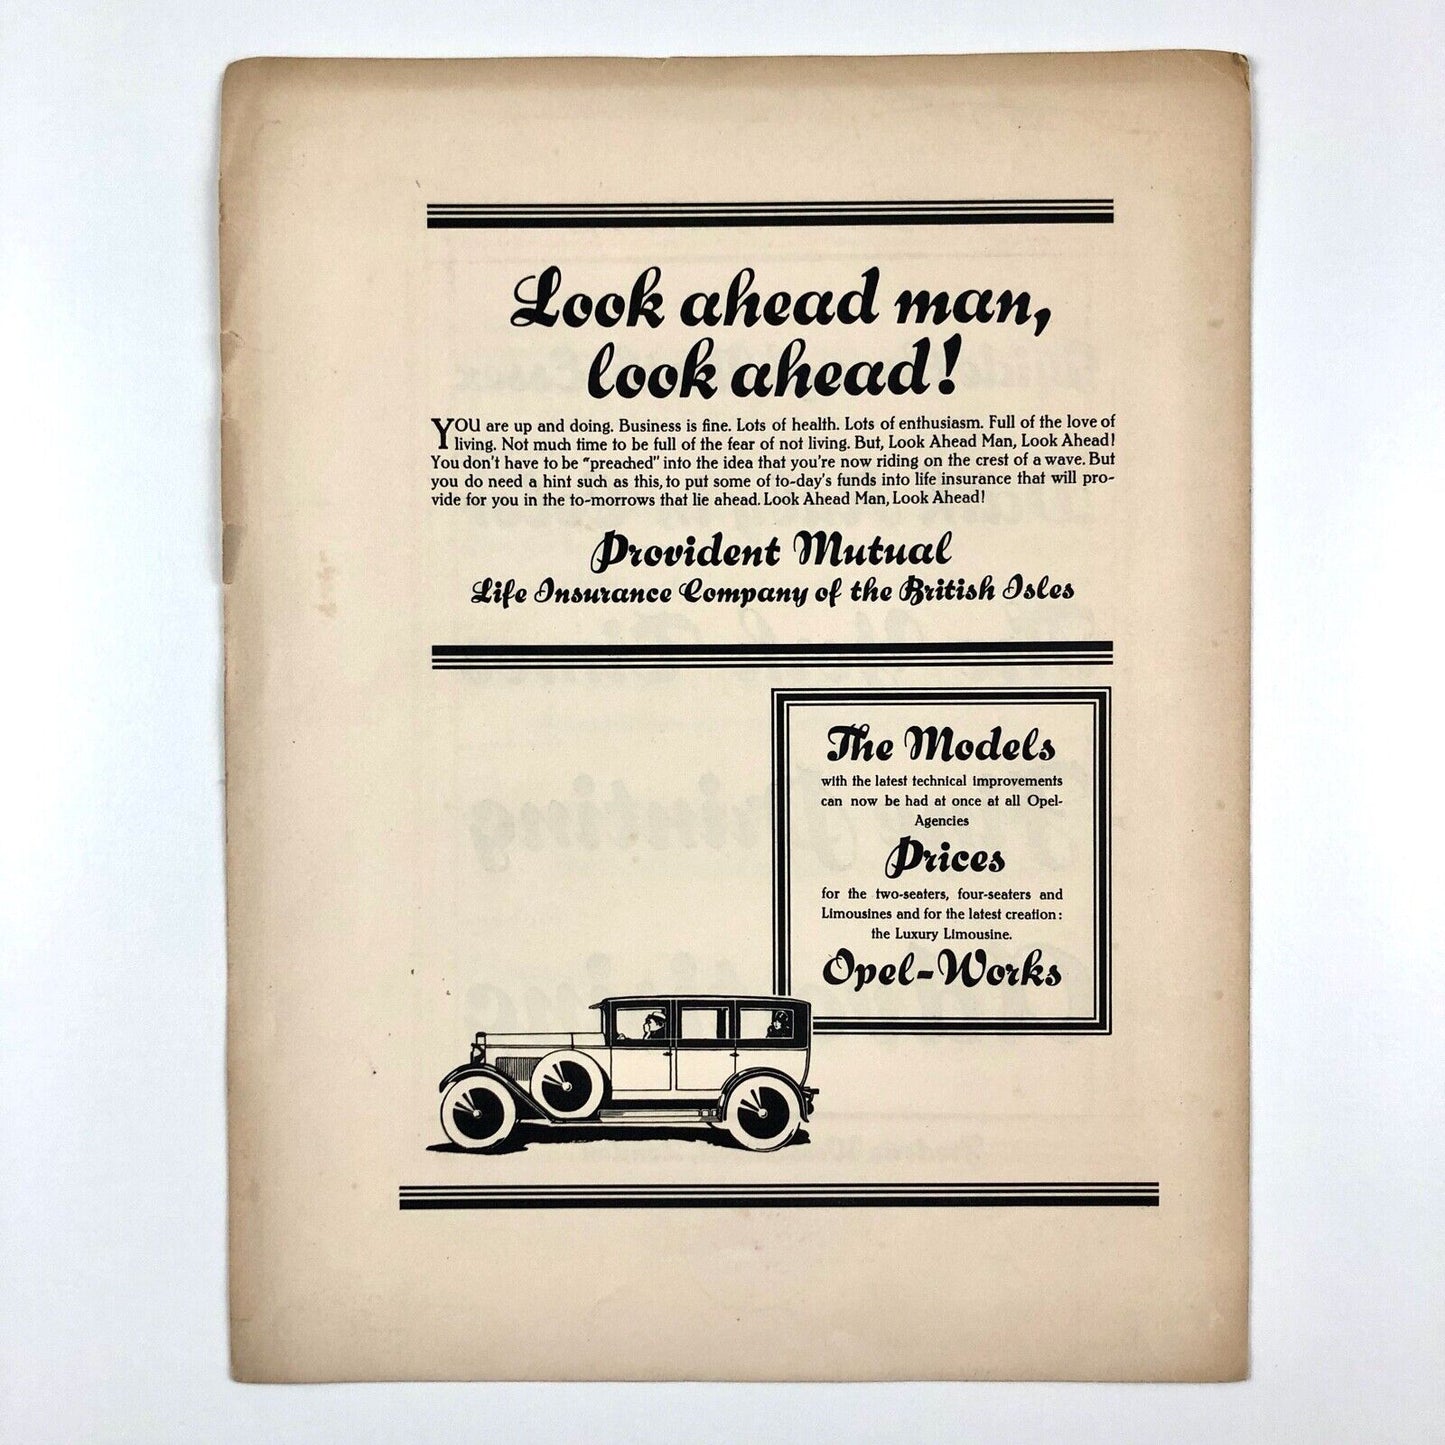 Look ahead man,
look ahead!
YOU are up and doing. Business is fine. Lots of health. Lots of enthusiasm. Full of the love of
living. Not much time to be full of the fear of not living. But, Look Ahead Man, Look Ahead!
You don't have to be "preached" into the idea that you're now riding on the crest of a wave. But
you do need a hint such as this, to put some of to-day's funds into life insurance that will pro-
vide for you in the to-morrows that lie ahead. Look Ahead Man, Look Ahead!
Provident Mutual
Life Insurance Company of the British Isles
The Models
with the latest technical improvements
can now be had at once at all Opel-
Agencies
Prices
for the two-seaters, four-seaters and
Limousines and for the latest creation:
the Luxury Limousine.
Opel-Works